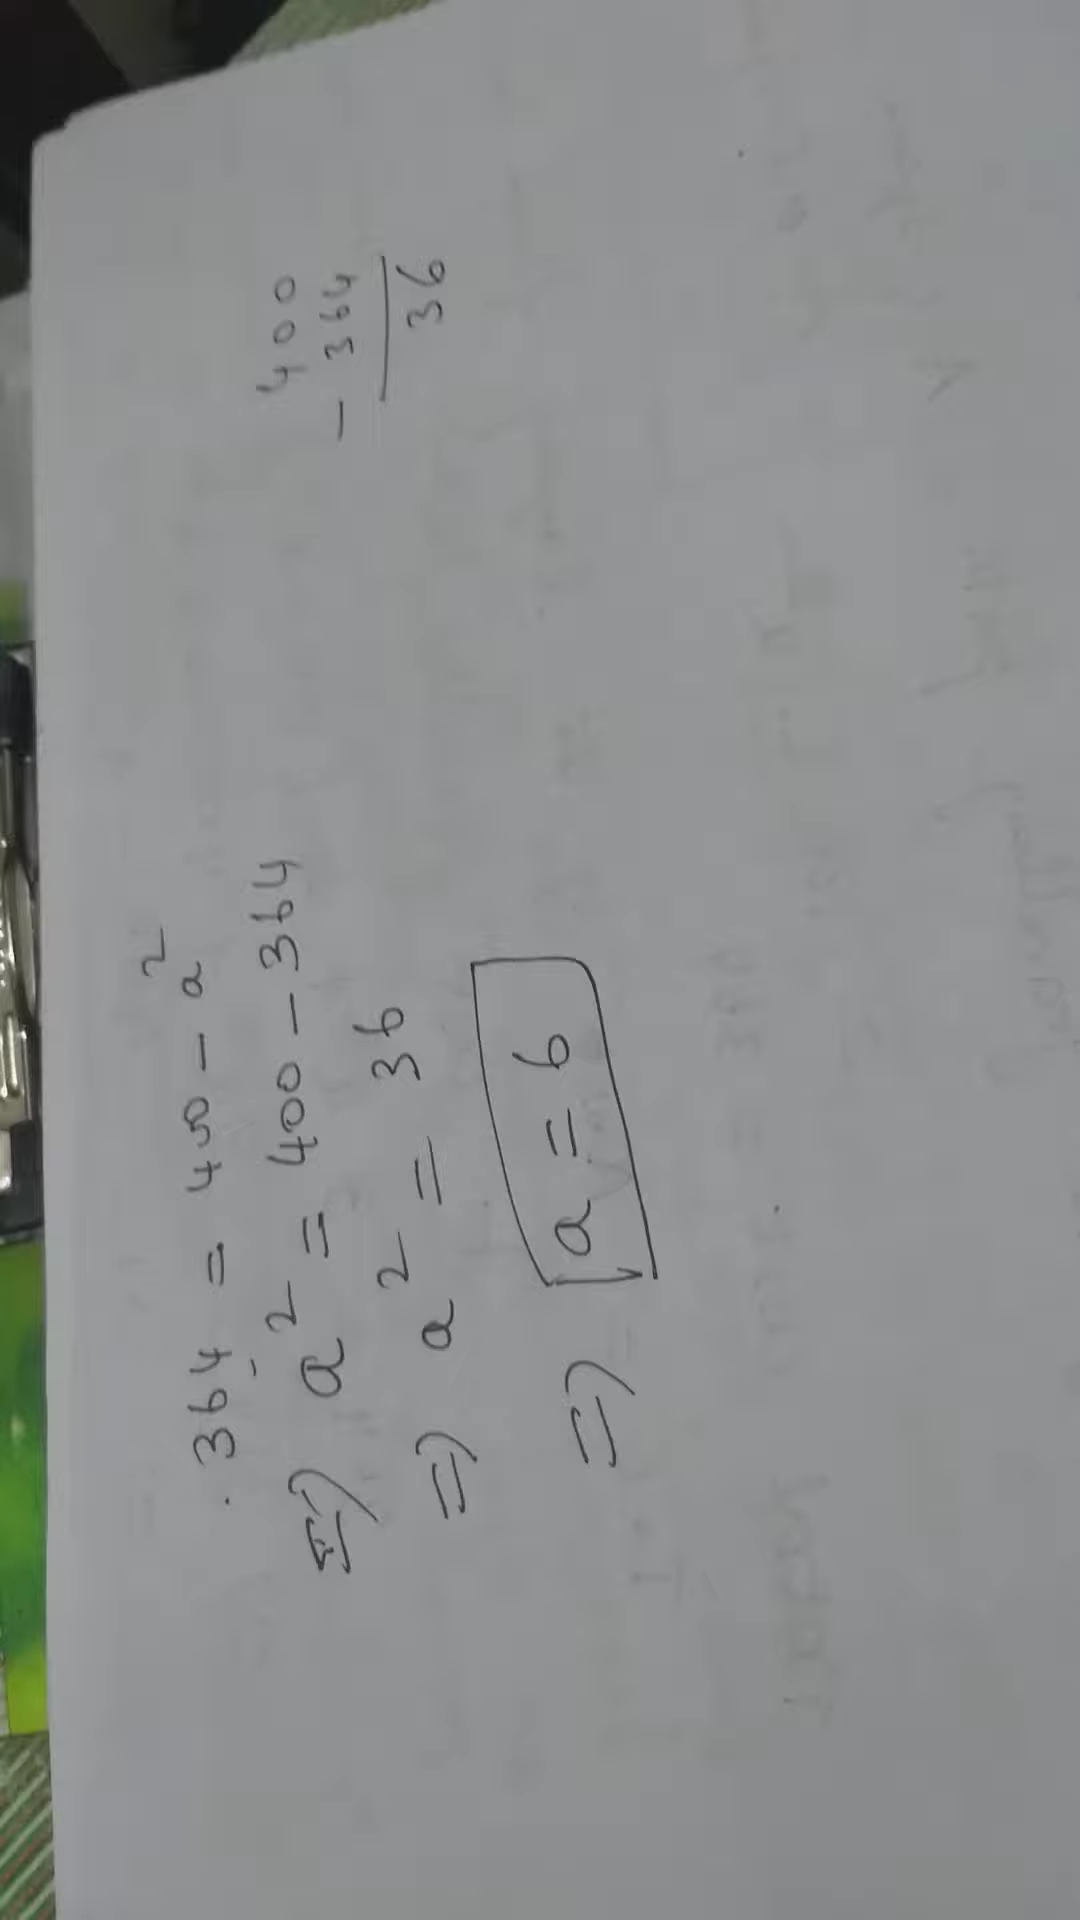 . 364 = 400 - a²
⇒ a² = 400 - 364
⇒ a² = 36
⇒ a = 6
400
- 364
36